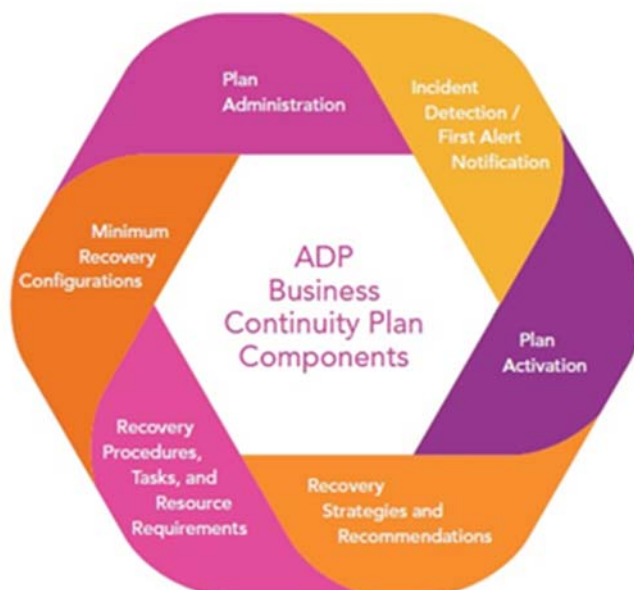 Plan
Administration
Incident
Detection /
First Alert
Notification
Plan
Activation
Recovery
Strategies and
Recommendations
Recovery
Procedures,
Tasks, and
Resource
Requirements
Minimum
Recovery
Configurations
ADP
Business
Continuity Plan
Components